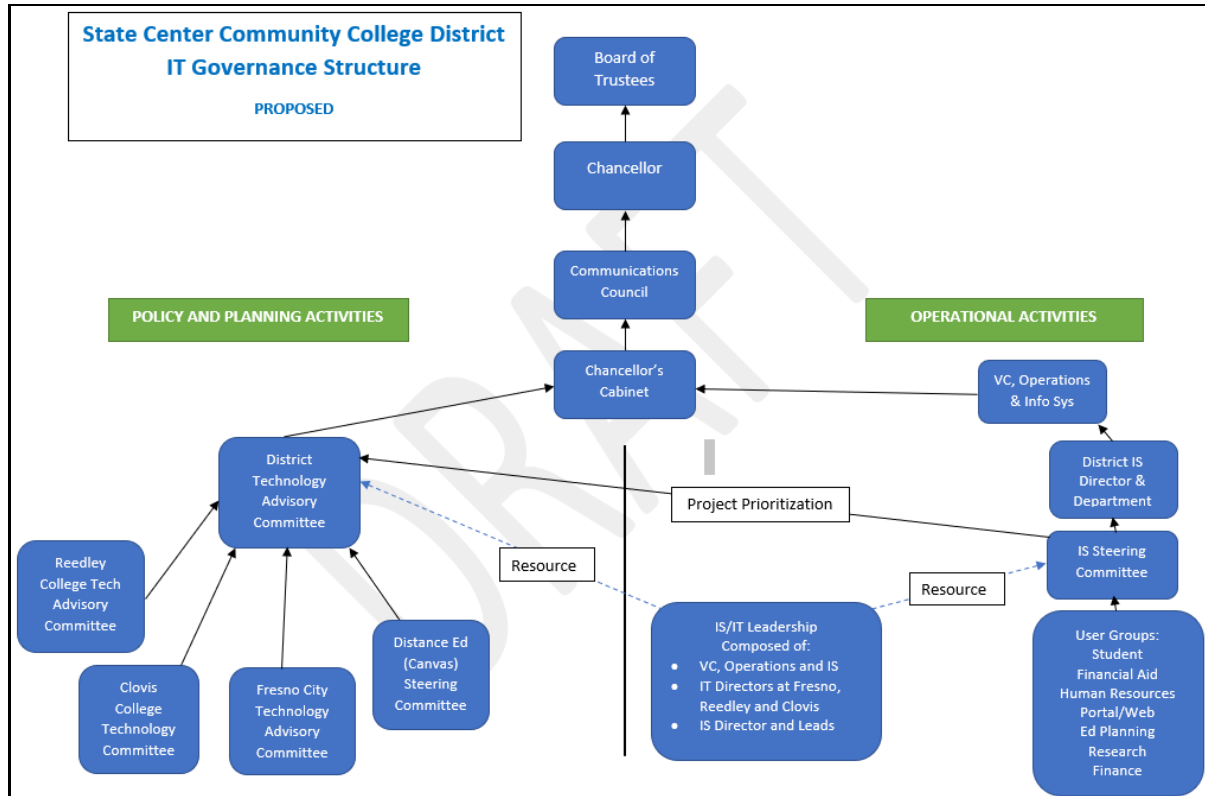 State Center Community College District
IT Governance Structure
PROPOSED
Board of
Trustees
Chancellor
Communications
Council
POLICY AND PLANNING ACTIVITIES
OPERATIONAL ACTIVITIES
Chancellor's
Cabinet
VC, Operations
& Info Sys
District
Technology
Advisory
Committee
District IS
Director &
Department
Project Prioritization
Reedley
College Tech
Advisory
Committee
Resource
IS Steering
Committee
Resource
Clovis
College
Technology
Committee
Fresno City
Technology
Advisory
Committee
Distance Ed
(Canvas)
Steering
Committee
IS/IT Leadership
Composed of:
• VC, Operations and IS
• IT Directors at Fresno,
Reedley and Clovis
• IS Director and Leads
User Groups:
Student
Financial Aid
Human Resources
Portal/Web
Ed Planning
Research
Finance
DRAFT